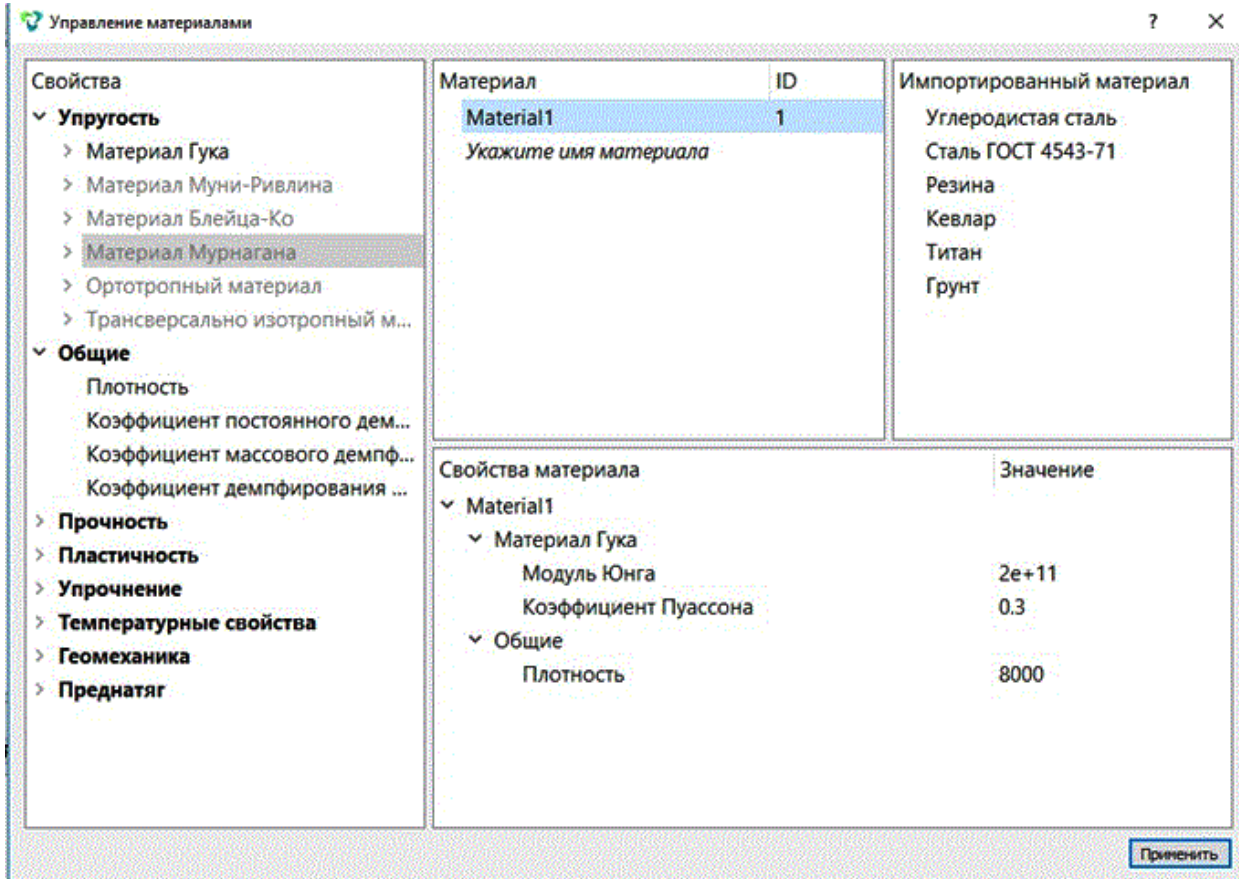 Управление материалами
?
Свойства
Упругость
Материал Гука
Материал Муни-Ривлина
Материал Блейца-Ко
Материал Мурнагана
Ортотропный материал
Трансверсально изотропный м...
Общие
Плотность
Коэффициент постоянного дем...
Коэффициент массового демпф...
Коэффициент демпфирования ...
Прочность
Пластичность
Упрочнение
Температурные свойства
Геомеханика
Преднатяг
Материал ID
Material1 1
Укажите имя материала
Импортированный материал
Углеродистая сталь
Сталь ГОСТ 4543-71
Резина
Кевлар
Титан
Грунт
Свойства материала Значение
Material1
Материал Гука
Модуль Юнга 2e+11
Коэффициент Пуассона 0.3
Общие
Плотность 8000
Применить